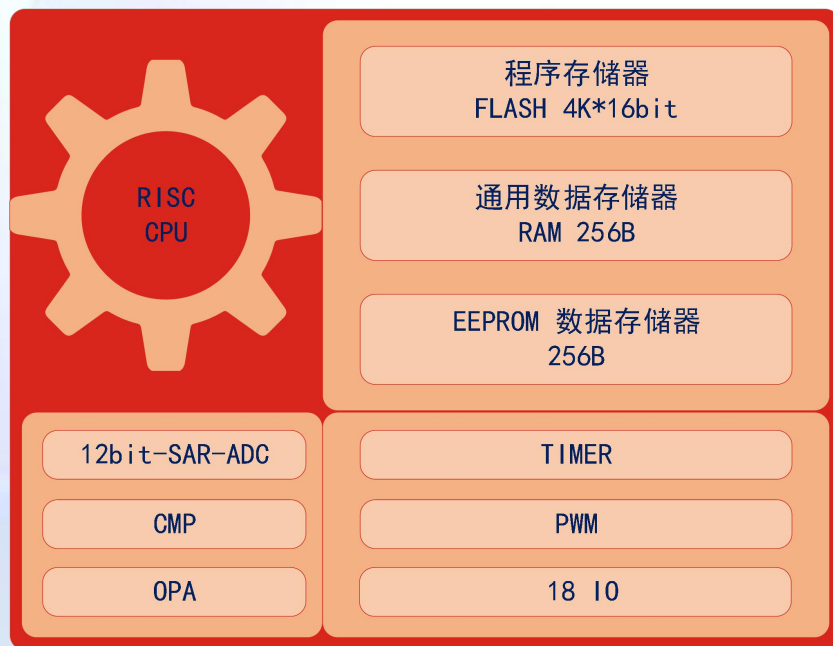 RISC
CPU
程序存储器
FLASH 4K*16bit
通用数据存储器
RAM 256B
EEPROM 数据存储器
256B
12bit-SAR-ADC
CMP
OPA
TIMER
PWM
18 IO